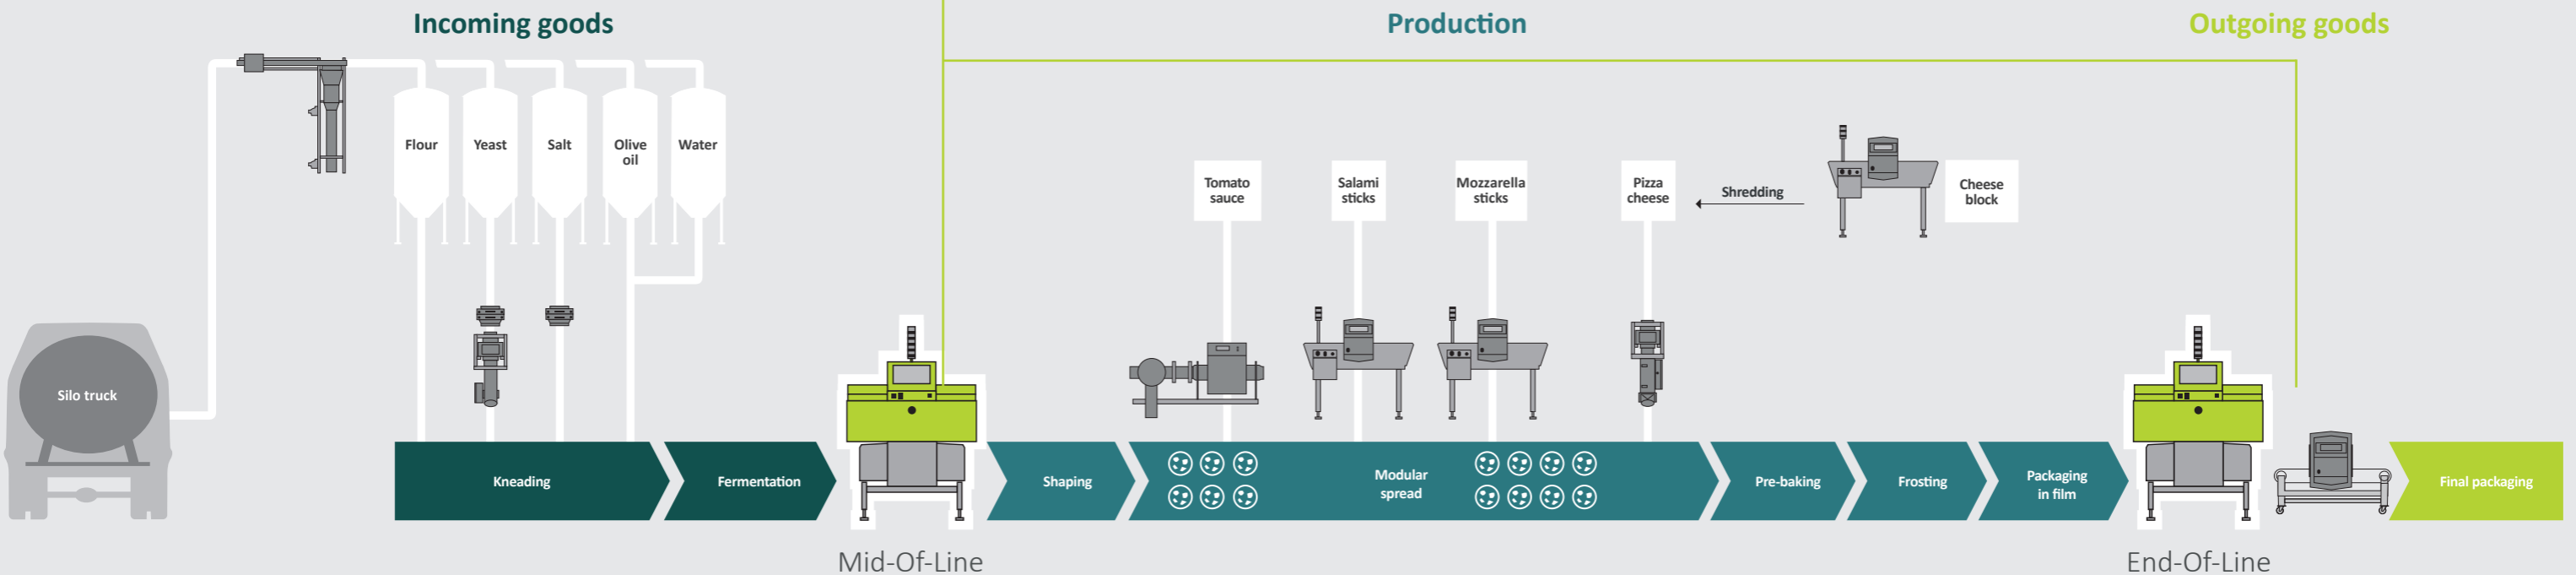 Incoming goods
Production
Outgoing goods
Flour
Yeast
Salt
Olive
oil
Water
Tomato
sauce
Salami
sticks
Mozzarella
sticks
Pizza
cheese
Shredding
Cheese
block
Silo truck
Kneading
Fermentation
Shaping
Modular
spread
Pre-baking
Frosting
Packaging
in film
Final packaging
Mid-Of-Line
End-Of-Line